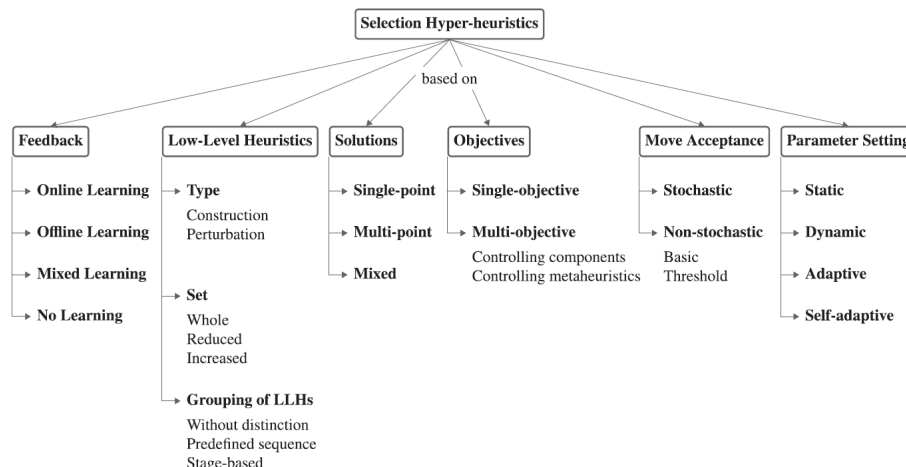 Selection Hyper-heuristics
based on
Feedback
Online Learning
Offline Learning
Mixed Learning
No Learning
Low-Level Heuristics
Type
Construction
Perturbation
Set
Whole
Reduced
Increased
Grouping of LLHs
Without distinction
Predefined sequence
Stage-based
Solutions
Single-point
Multi-point
Mixed
Objectives
Single-objective
Multi-objective
Controlling components
Controlling metaheuristics
Move Acceptance
Stochastic
Non-stochastic
Basic
Threshold
Parameter Setting
Static
Dynamic
Adaptive
Self-adaptive